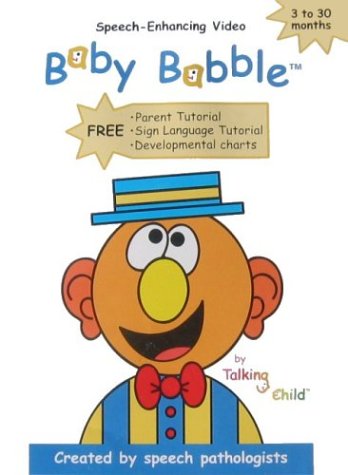 Speech-Enhancing Video
3 to 30
months
Baby Babble™
FREE
•Parent Tutorial
•Sign Language Tutorial
•Developmental charts
by
Talking
Child™
Created by speech pathologists